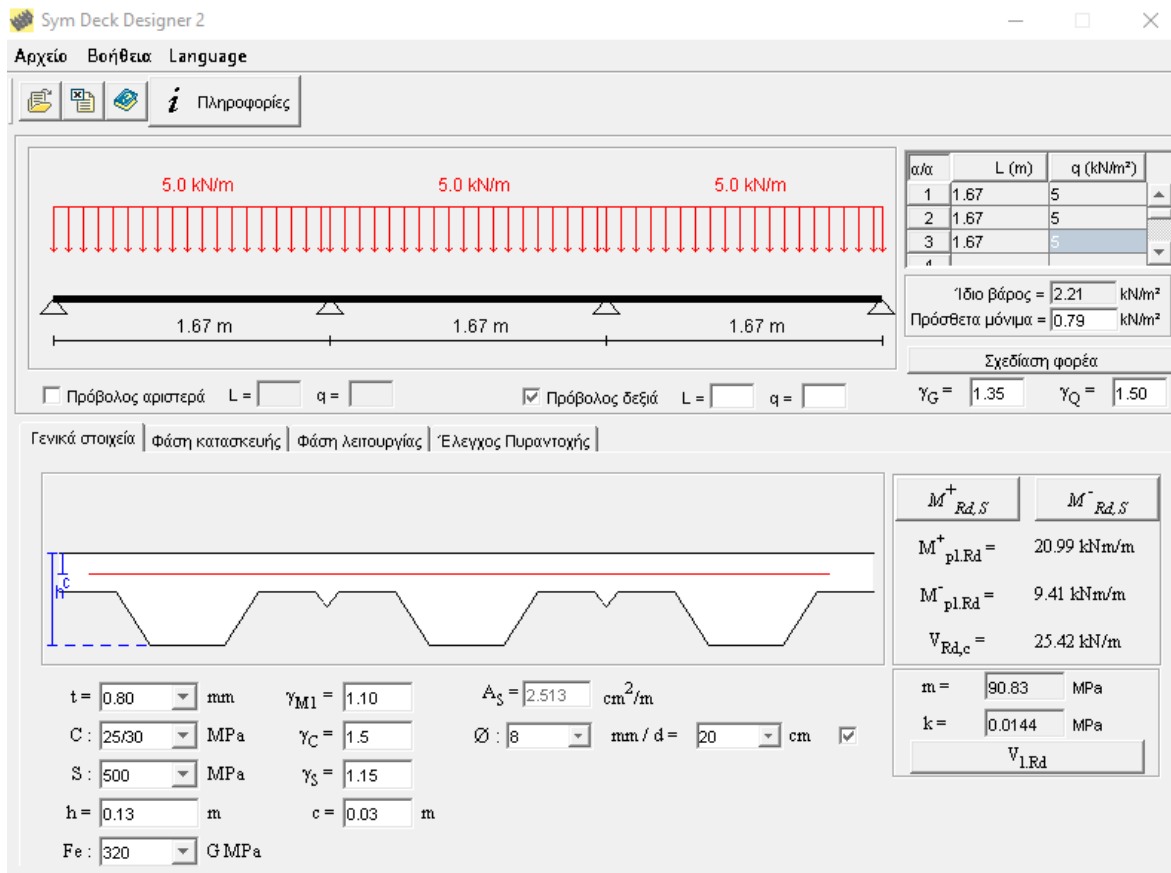 Sym Deck Designer 2
Αρχείο Βοήθεια Language
i Πληροφορίες
5.0 kN/m 5.0 kN/m 5.0 kN/m
1.67 m 1.67 m 1.67 m
α/α L (m) q (kN/m²)
1 1.67 5
2 1.67 5
3 1.67 5
4
Ίδιο βάρος = 2.21 kN/m²
Πρόσθετα μόνιμα = 0.79 kN/m²
Σχεδίαση φορέα
Πρόβολος αριστερά L = q = Πρόβολος δεξιά L = q = γG = 1.35 γQ = 1.50
Γενικά στοιχεία Φάση κατασκευής Φάση λειτουργίας Έλεγχος Πυραντοχής
c
h
M+Rd,S M-Rd,S
M+pl.Rd = 20.99 kNm/m
M-pl.Rd = 9.41 kNm/m
VRd,c = 25.42 kN/m
t = 0.80 mm γM1 = 1.10 AS = 2.513 cm²/m
C : 25/30 MPa γC = 1.5 Ø : 8 mm / d = 20 cm
S : 500 MPa γS = 1.15
h = 0.13 m c = 0.03 m
Fe : 320 G MPa
m = 90.83 MPa
k = 0.0144 MPa
V1.Rd